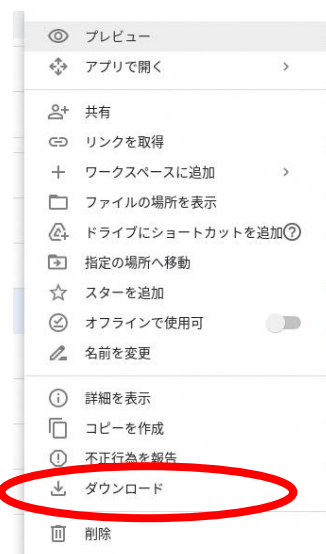 プレビュー
アプリで開く
共有
リンクを取得
ワークスペースに追加
ファイルの場所を表示
ドライブにショートカットを追加
指定の場所へ移動
スターを追加
オフラインで使用可
名前を変更
詳細を表示
コピーを作成
不正行為を報告
ダウンロード
削除